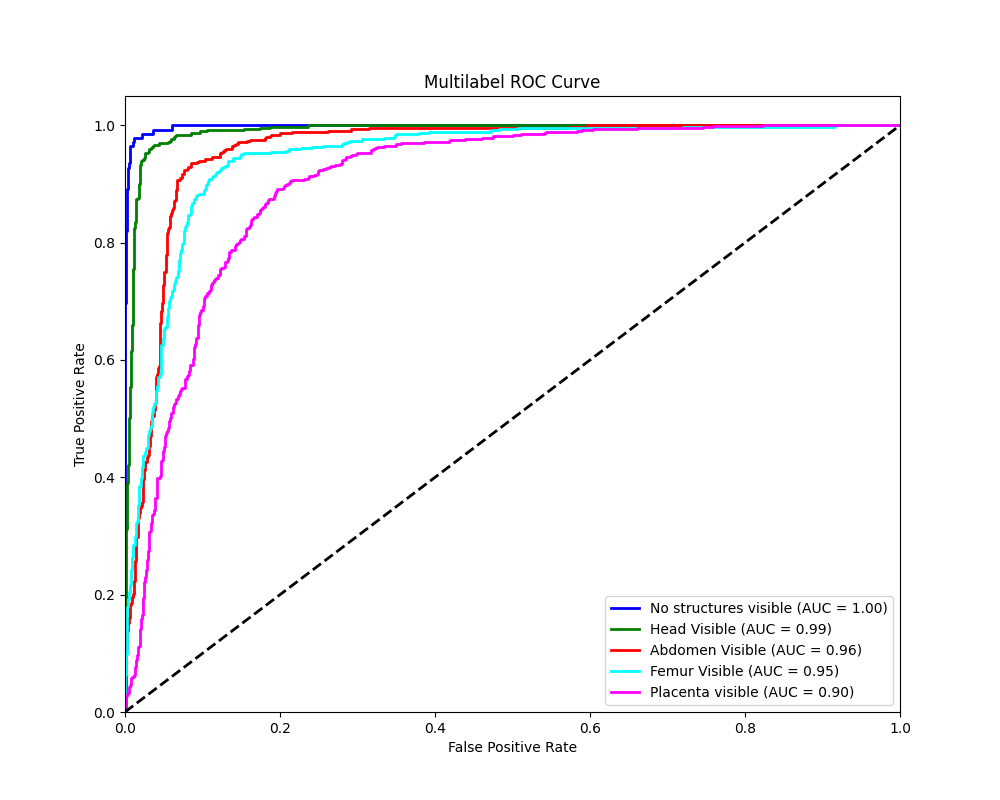 Multilabel ROC Curve
True Positive Rate
1.0
0.8
0.6
0.4
0.2
0.0
0.0 0.2 0.4 0.6 0.8 1.0
False Positive Rate
No structures visible (AUC = 1.00)
Head Visible (AUC = 0.99)
Abdomen Visible (AUC = 0.96)
Femur Visible (AUC = 0.95)
Placenta visible (AUC = 0.90)